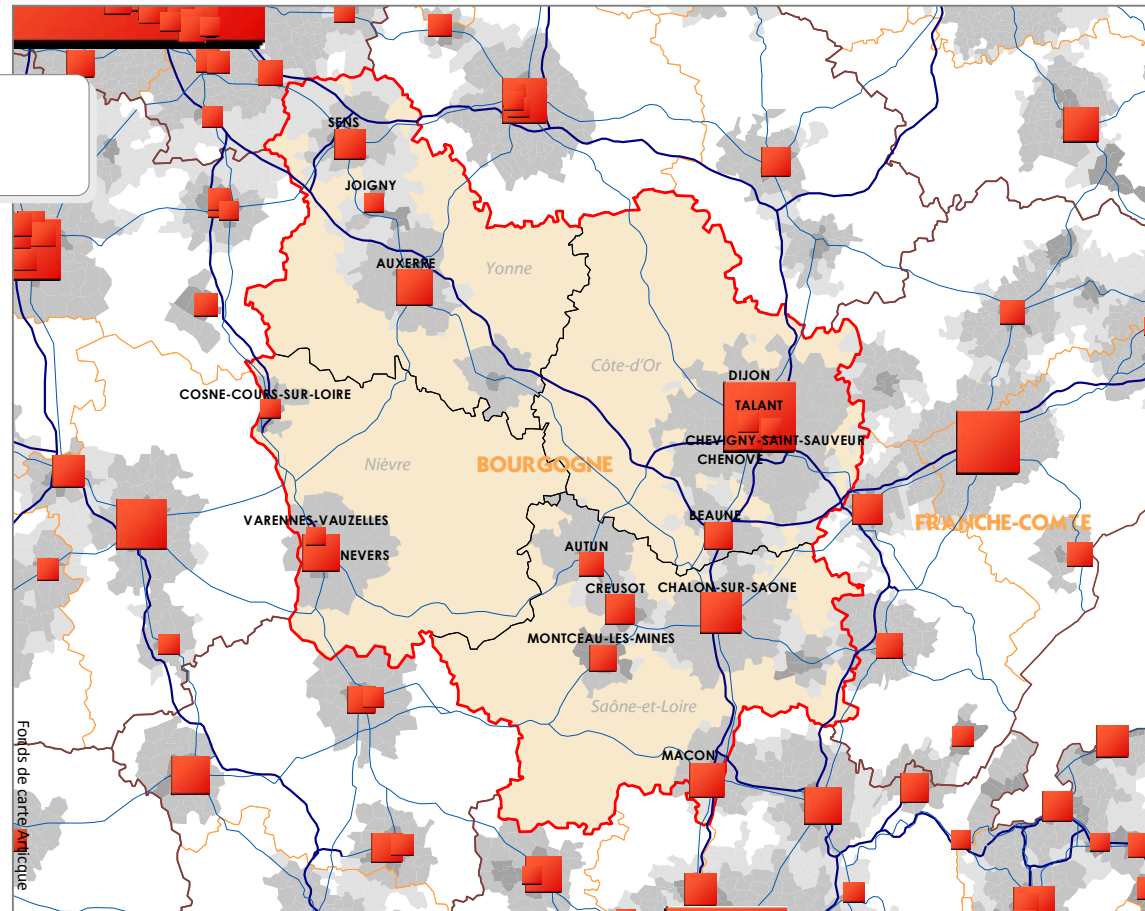 SENS
JOIGNY
AUXERRE
Yonne
Côte-d'Or
DIJON
COSNE-COURS-SUR-LOIRE
TALANT
CHEVIGNY-SAINT-SAUVEUR
CHENOVE
Nièvre
BOURGOGNE
BEAUNE
VARENNES-VAUZELLES
FRANCHE-COMTE
NEVERS
AUTUN
CREUSOT
CHALON-SUR-SAONE
MONTCEAU-LES-MINES
Saône-et-Loire
MACON
Fonds de carte Articque